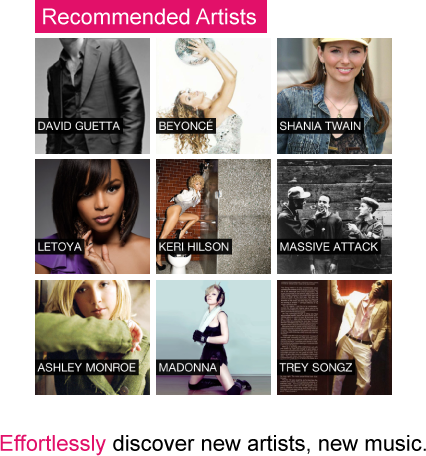 Recommended Artists
DAVID GUETTA
BEYONCÉ
SHANIA TWAIN
LETOYA
KERI HILSON
MASSIVE ATTACK
ASHLEY MONROE
MADONNA
TREY SONGZ
Effortlessly discover new artists, new music.